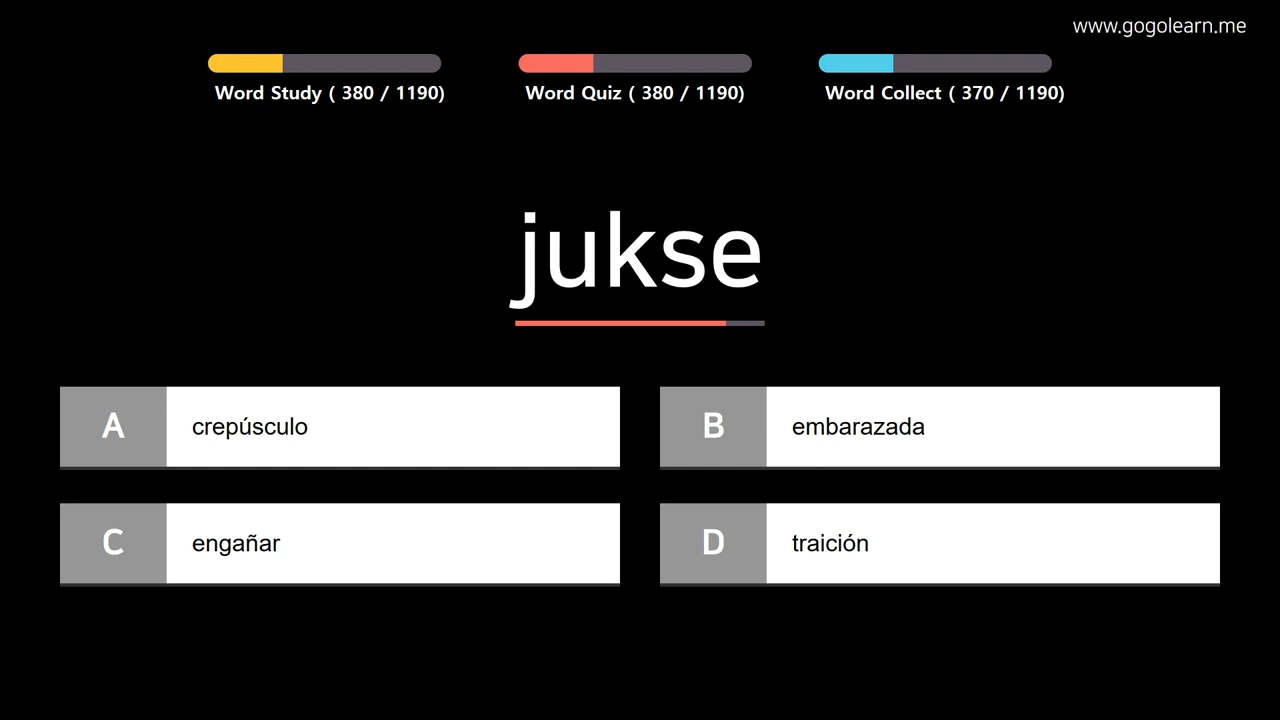 www.gogolearn.me
Word Study ( 380 / 1190)
Word Quiz ( 380 / 1190)
Word Collect ( 370 / 1190)
jukse
A crepúsculo
B embarazada
C engañar
D traición